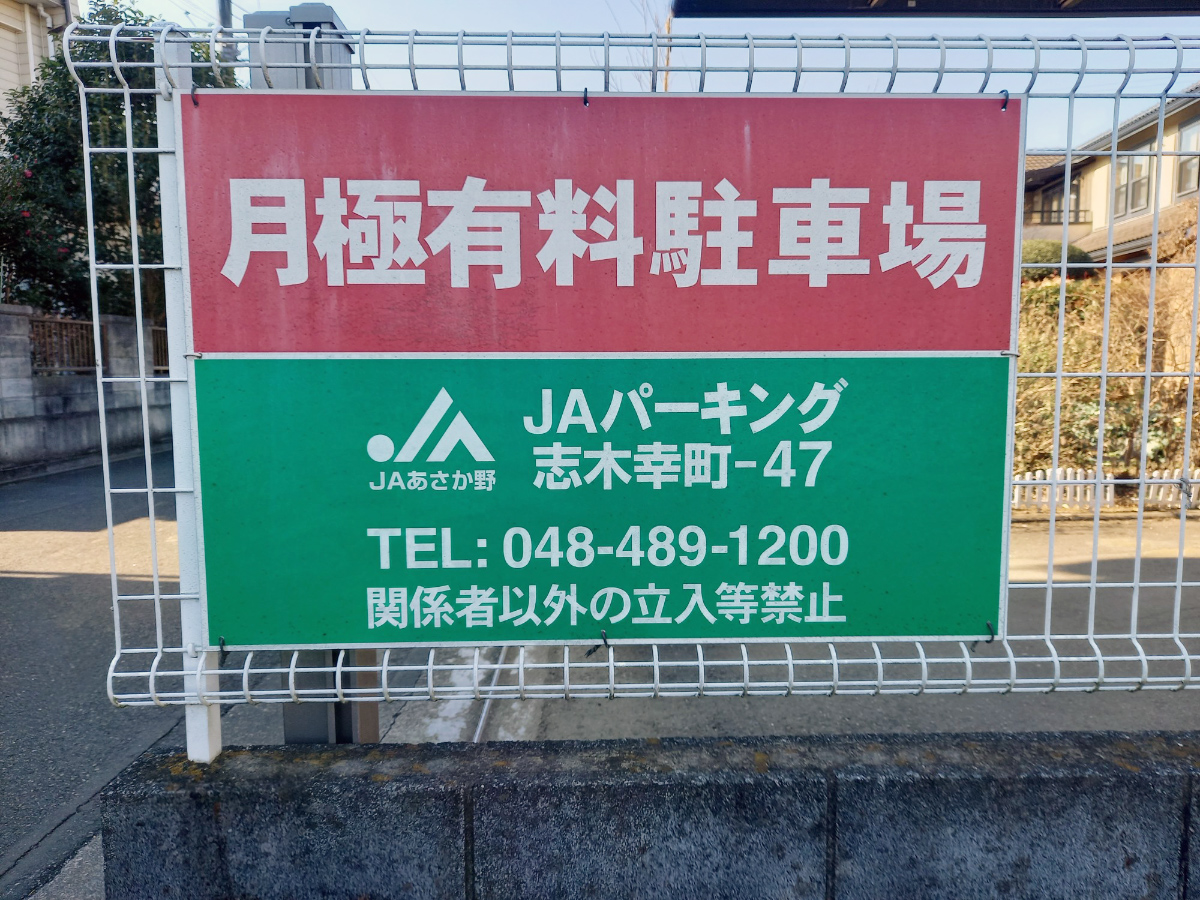 月極有料駐車場
JAあさか野
JAパーキング
志木幸町-47
TEL: 048-489-1200
関係者以外の立入等禁止